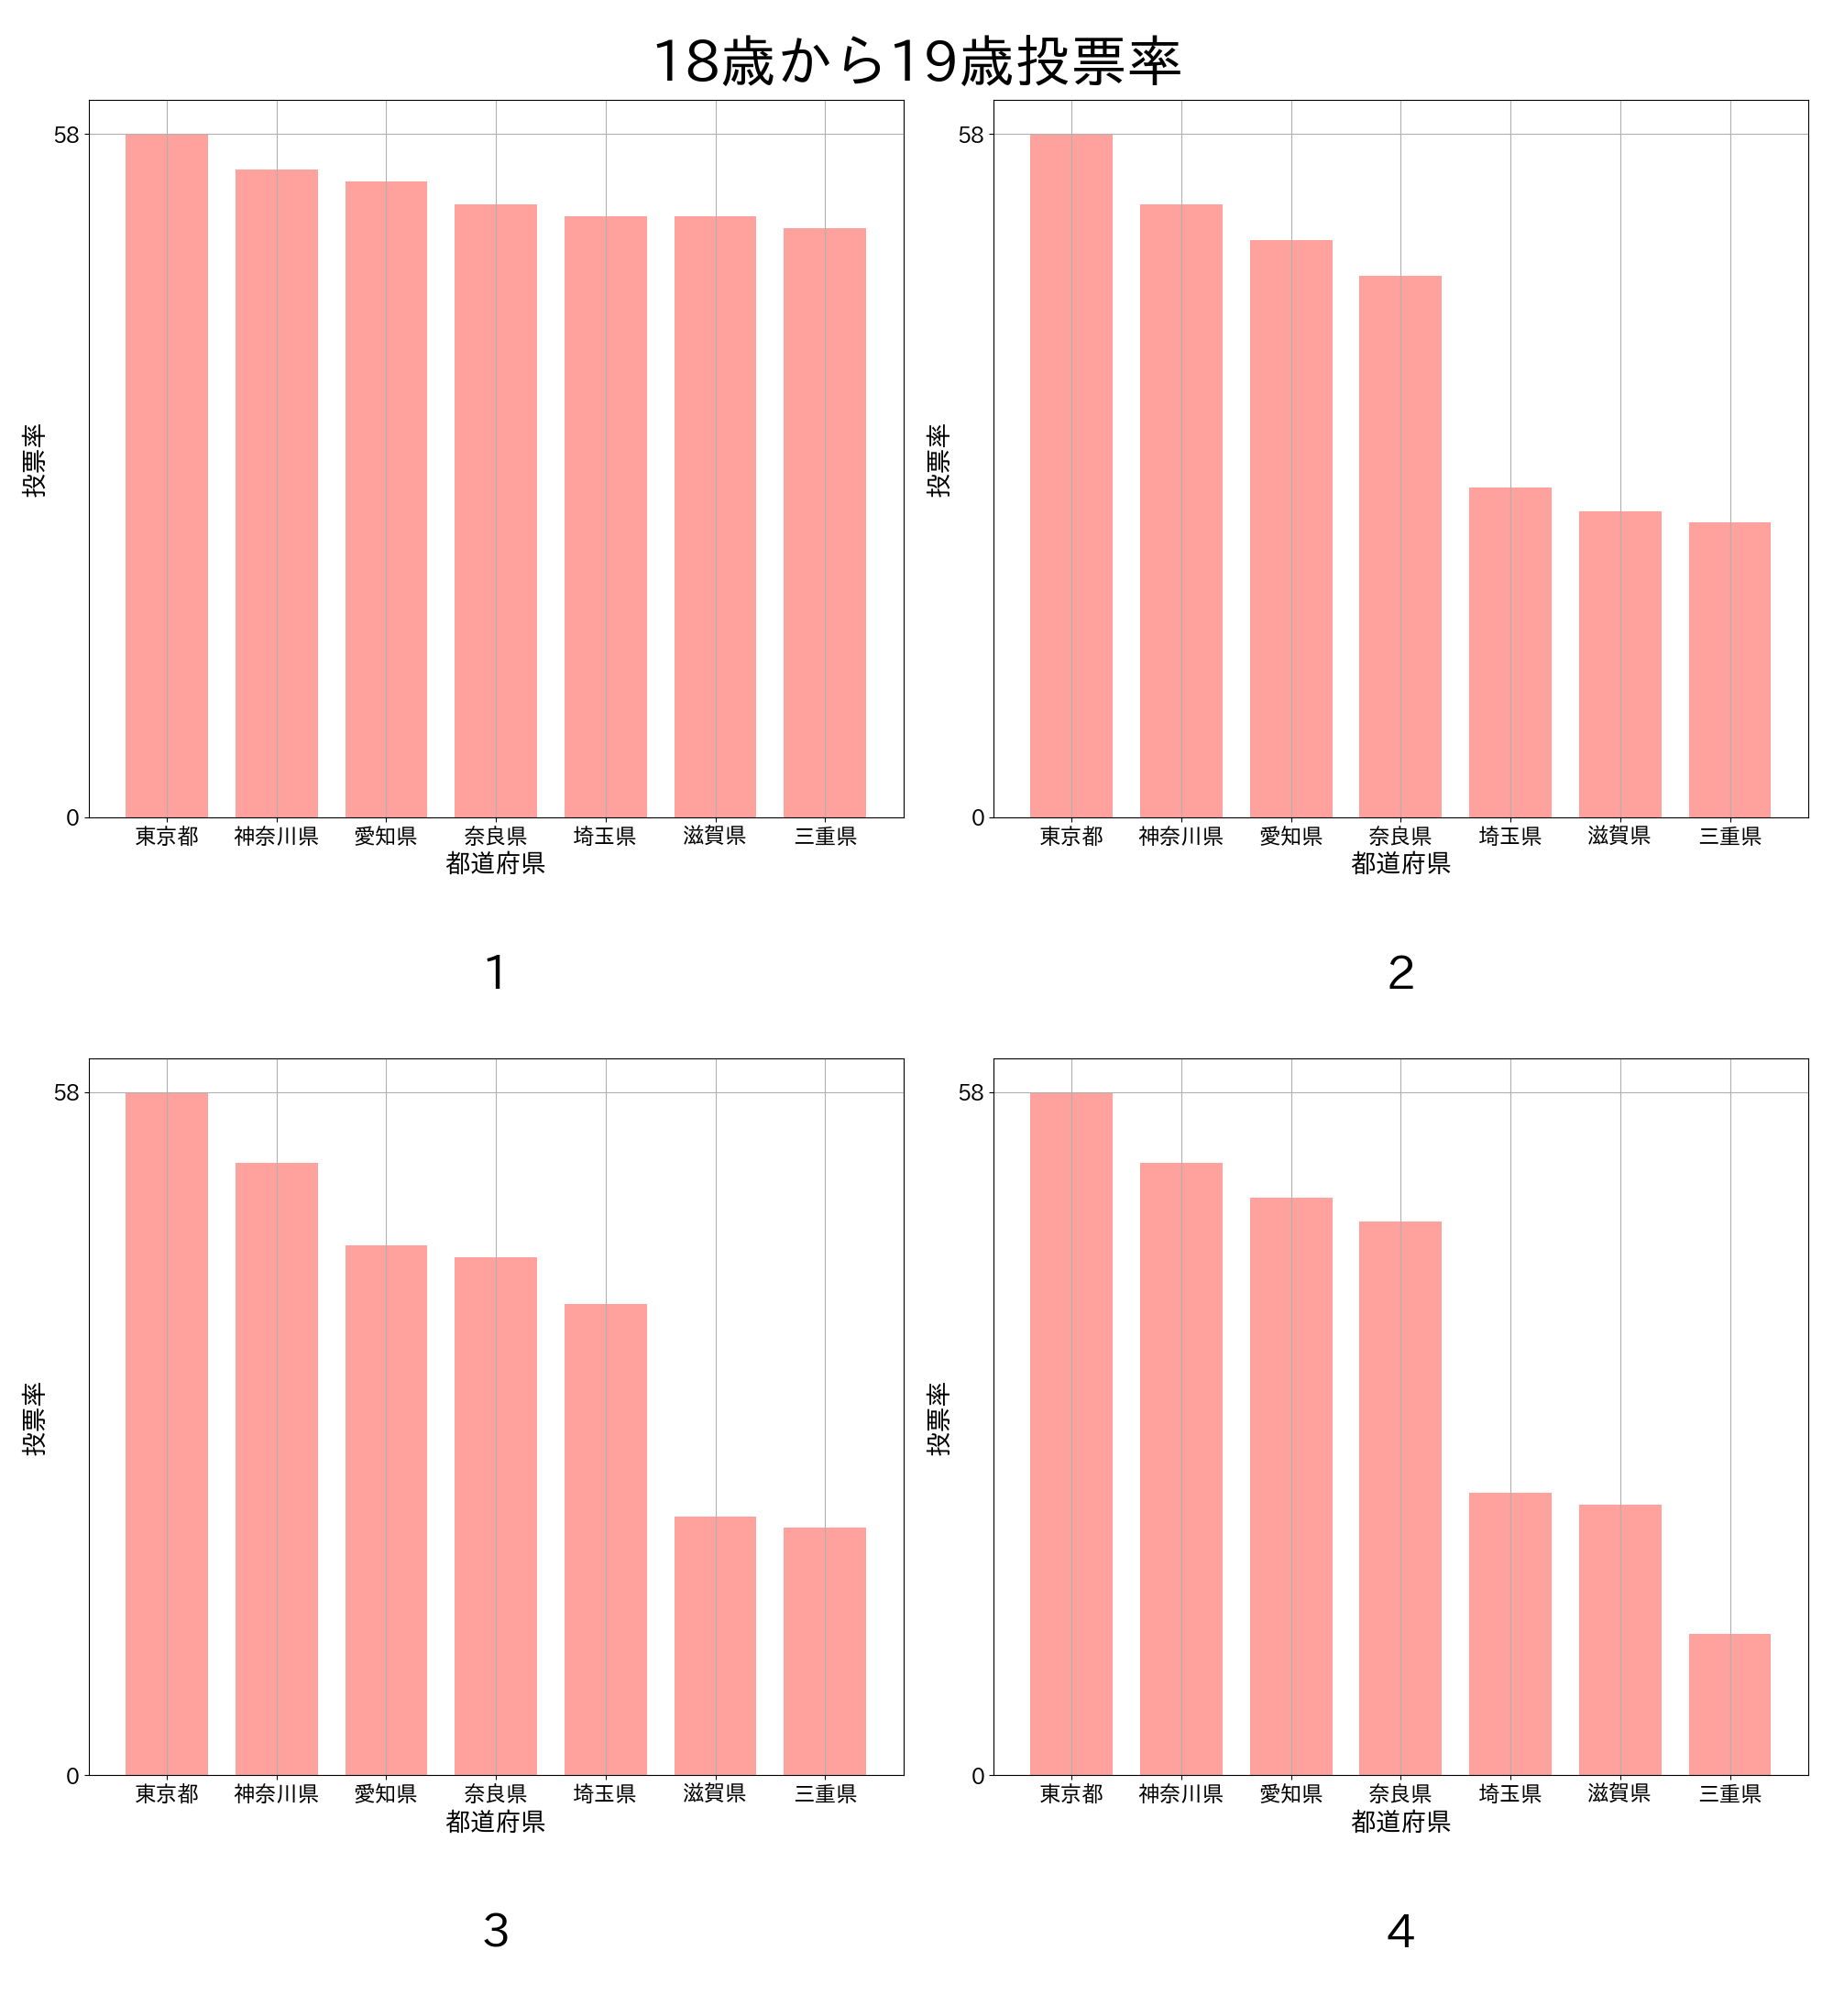 18歳から19歳投票率
58
0
投票率
東京都 神奈川県 愛知県 奈良県 埼玉県 滋賀県 三重県
都道府県
1
58
0
投票率
東京都 神奈川県 愛知県 奈良県 埼玉県 滋賀県 三重県
都道府県
2
58
0
投票率
東京都 神奈川県 愛知県 奈良県 埼玉県 滋賀県 三重県
都道府県
3
58
0
投票率
東京都 神奈川県 愛知県 奈良県 埼玉県 滋賀県 三重県
都道府県
4